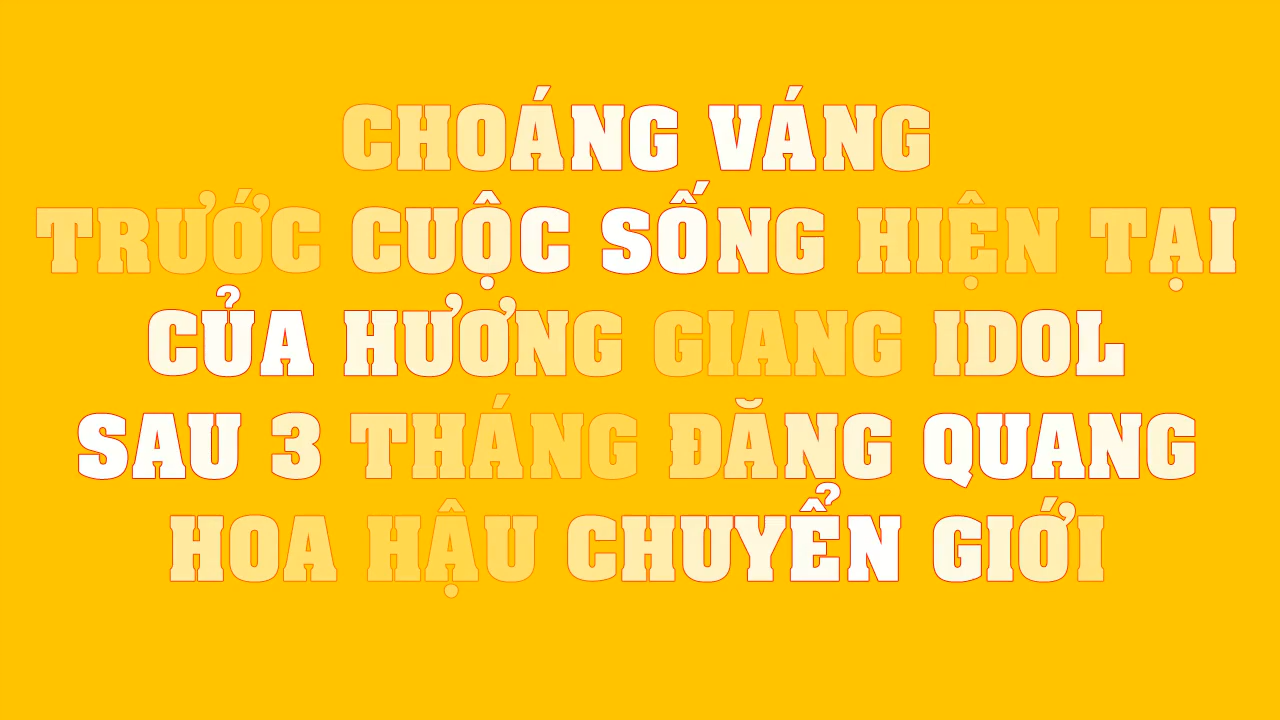 CHOÁNG VÁNG
TRƯỚC CUỘC SỐNG HIỆN TẠI
CỦA HƯƠNG GIANG IDOL
SAU 3 THÁNG ĐĂNG QUANG
HOA HẬU CHUYỂN GIỚI